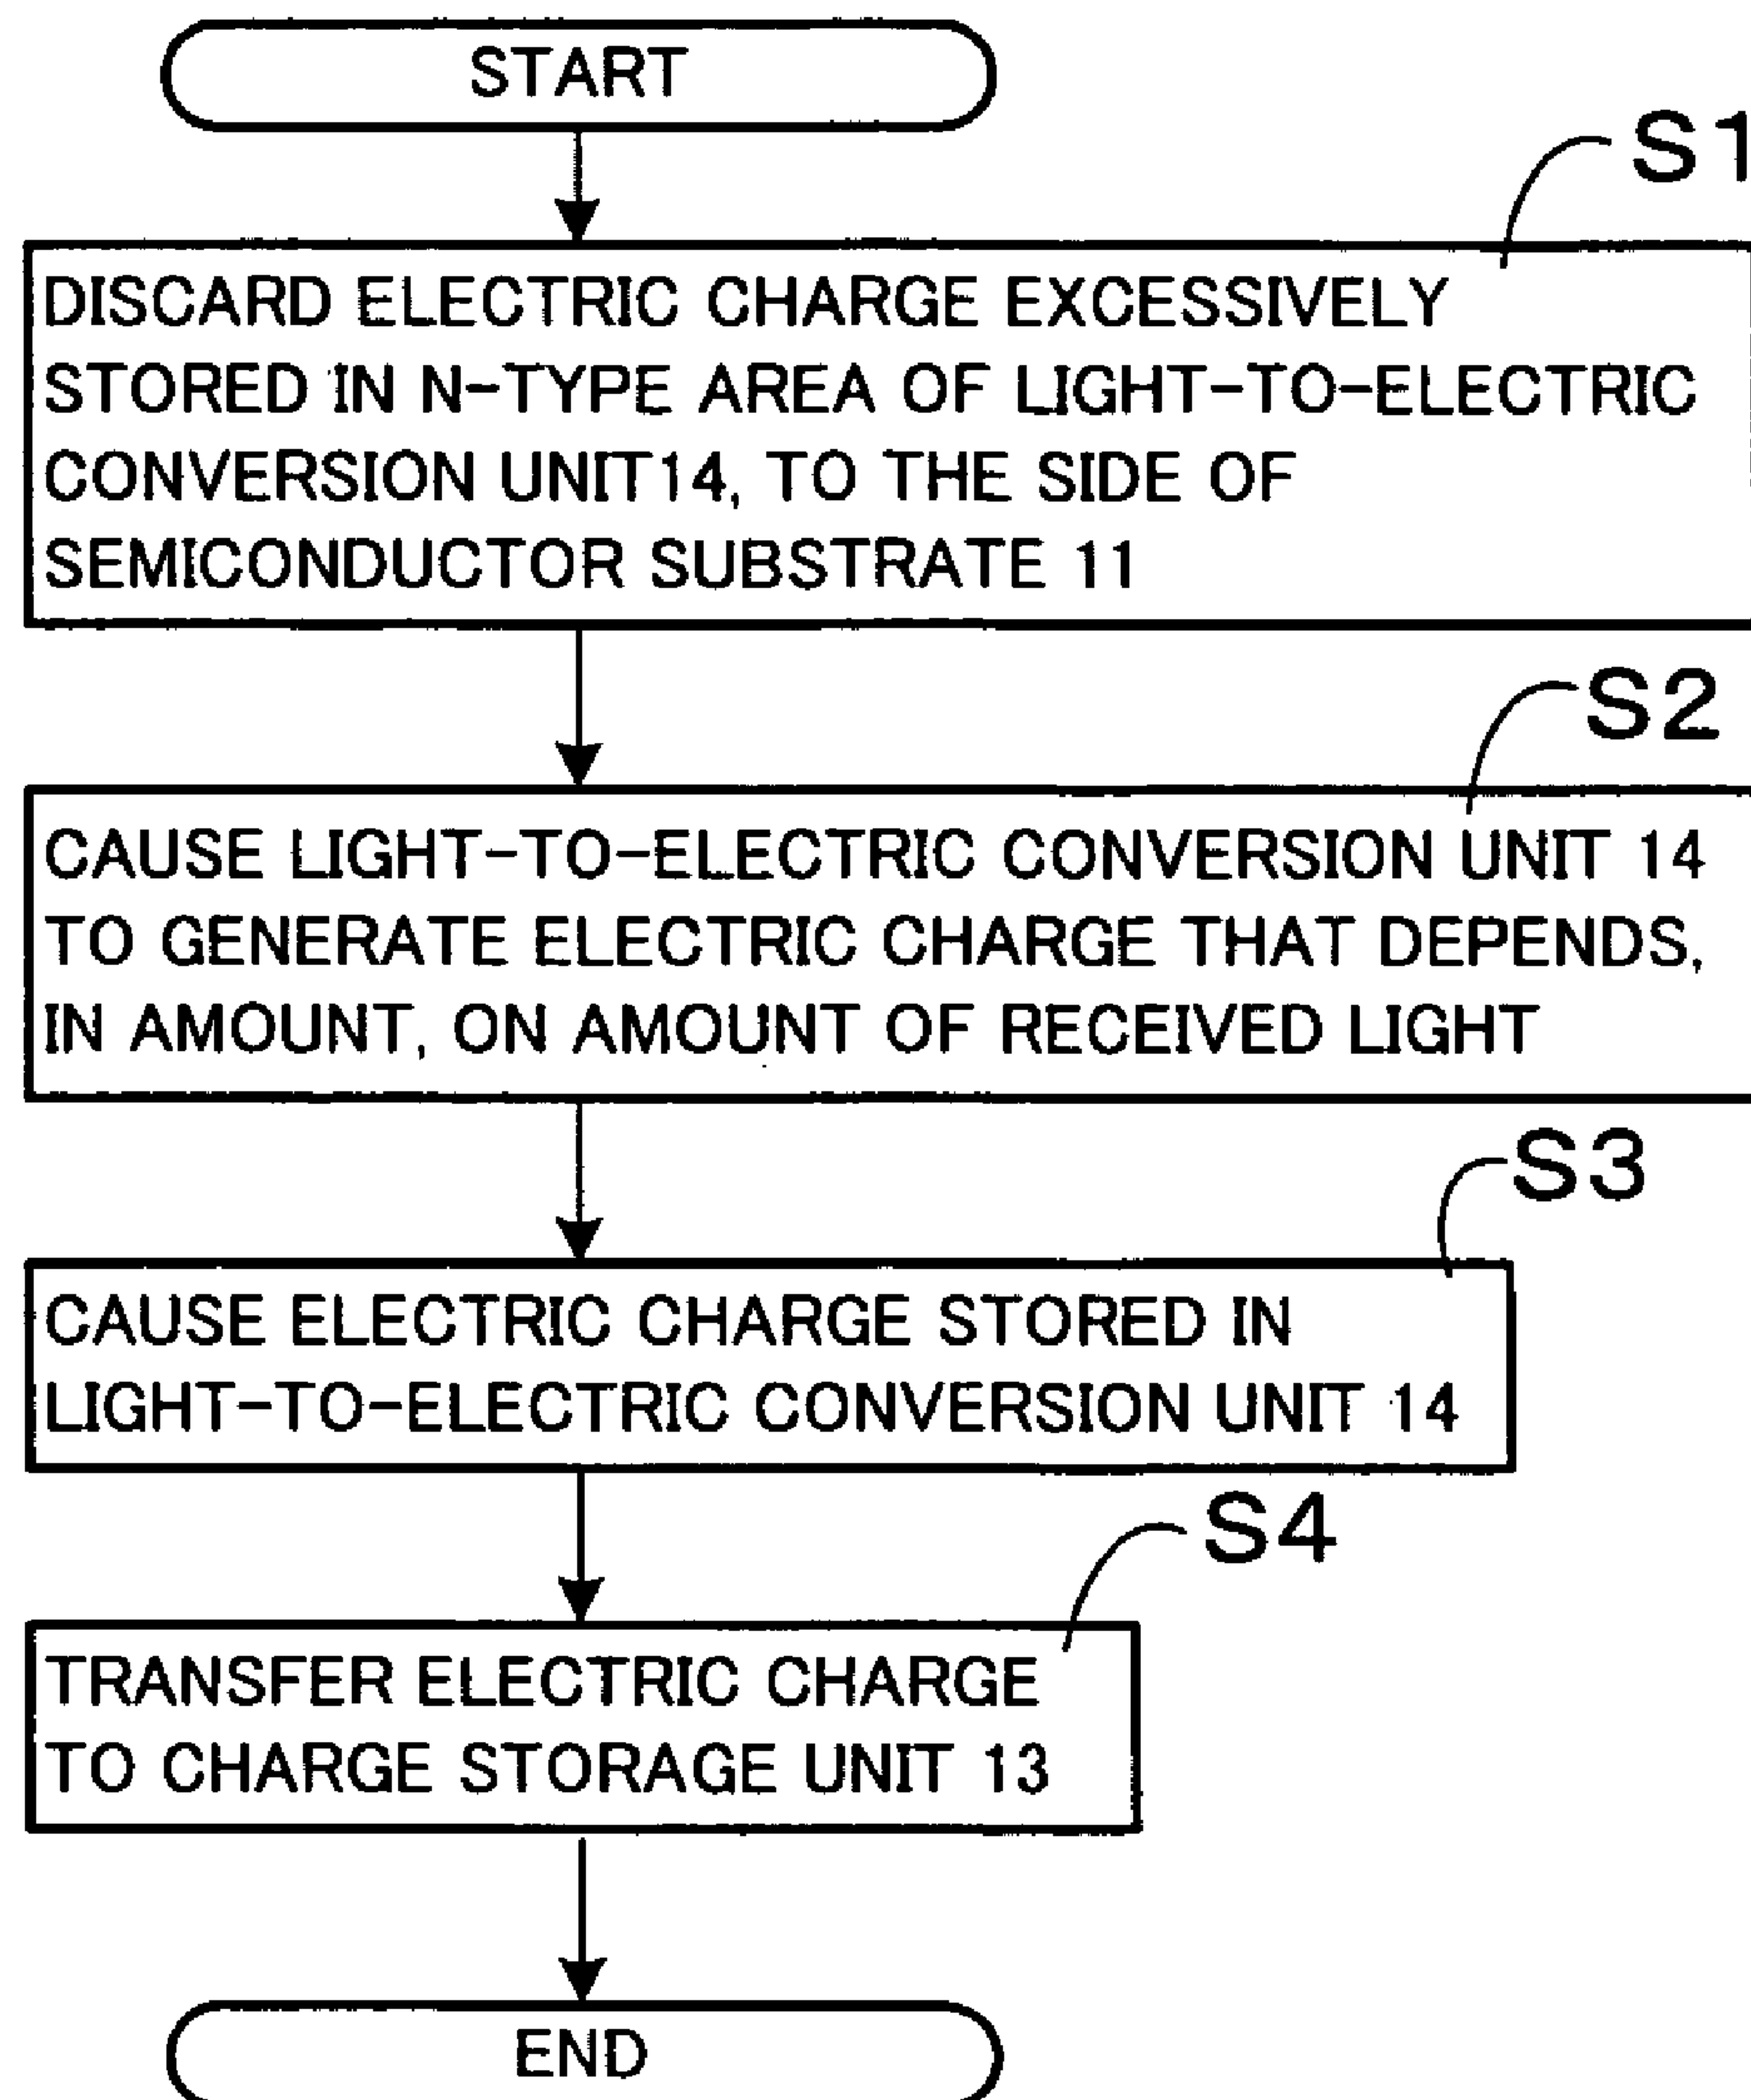 START
S1
DISCARD ELECTRIC CHARGE EXCESSIVELY
STORED IN N-TYPE AREA OF LIGHT-TO-ELECTRIC
CONVERSION UNIT14, TO THE SIDE OF
SEMICONDUCTOR SUBSTRATE 11
S2
CAUSE LIGHT-TO-ELECTRIC CONVERSION UNIT 14
TO GENERATE ELECTRIC CHARGE THAT DEPENDS,
IN AMOUNT, ON AMOUNT OF RECEIVED LIGHT
S3
CAUSE ELECTRIC CHARGE STORED IN
LIGHT-TO-ELECTRIC CONVERSION UNIT 14
S4
TRANSFER ELECTRIC CHARGE
TO CHARGE STORAGE UNIT 13
END